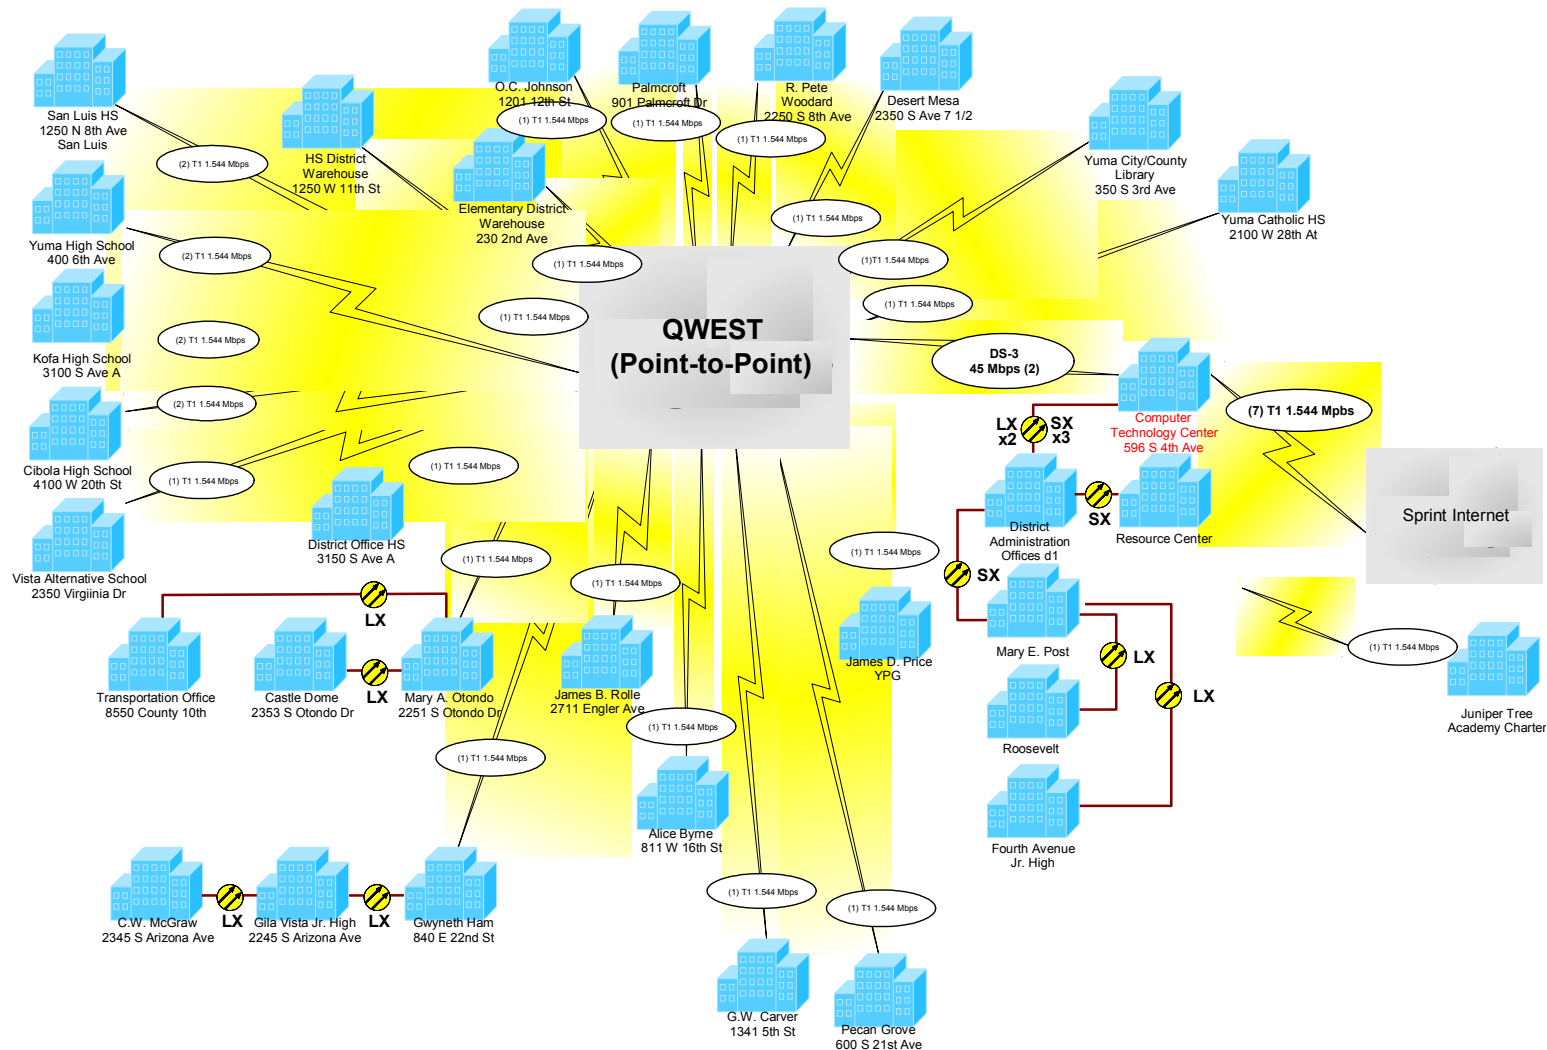 San Luis HS
1250 N 8th Ave
San Luis
HS District
Warehouse
1250 W 11th St
O.C. Johnson
1201 12th St
Palmcroft
901 Palmcroft Dr
R. Pete
Woodard
2250 S 8th Ave
Desert Mesa
2350 S Ave 7 1/2
Yuma City/County
Library
350 S 3rd Ave
Yuma Catholic HS
2100 W 28th At
Elementary District
Warehouse
230 2nd Ave
(2) T1 1.544 Mbps
(1) T1 1.544 Mbps
(1) T1 1.544 Mbps
(1) T1 1.544 Mbps
(1) T1 1.544 Mbps
(1)T1 1.544 Mbps
(1) T1 1.544 Mbps
Yuma High School
400 6th Ave
(2) T1 1.544 Mbps
(1) T1 1.544 Mbps
(1) T1 1.544 Mbps
QWEST
(Point-to-Point)
DS-3
45 Mbps (2)
Kofa High School
3100 S Ave A
(2) T1 1.544 Mbps
(2) T1 1.544 Mbps
Cibola High School
4100 W 20th St
(1) T1 1.544 Mbps
(1) T1 1.544 Mbps
Vista Alternative School
2350 Virgiinia Dr
District Office HS
3150 S Ave A
Computer
Technology Center
596 S 4th Ave
(7) T1 1.544 Mpbs
LX
x2
SX
x3
District
Administration
Offices d1
SX
Resource Center
Sprint Internet
SX
Mary E. Post
LX
LX
Roosevelt
Fourth Avenue
Jr. High
(1) T1 1.544 Mbps
Juniper Tree
Academy Charter
(1) T1 1.544 Mbps
James D. Price
YPG
(1) T1 1.544 Mbps
(1) T1 1.544 Mbps
LX
Transportation Office
8550 County 10th
Castle Dome
2353 S Otondo Dr
LX
Mary A. Otondo
2251 S Otondo Dr
James B. Rolle
2711 Engler Ave
(1) T1 1.544 Mbps
(1) T1 1.544 Mbps
Alice Byrne
811 W 16th St
C.W. McGraw
2345 S Arizona Ave
LX
Gila Vista Jr. High
2245 S Arizona Ave
LX
Gwyneth Ham
840 E 22nd St
(1) T1 1.544 Mbps
(1) T1 1.544 Mbps
G.W. Carver
1341 5th St
Pecan Grove
600 S 21st Ave